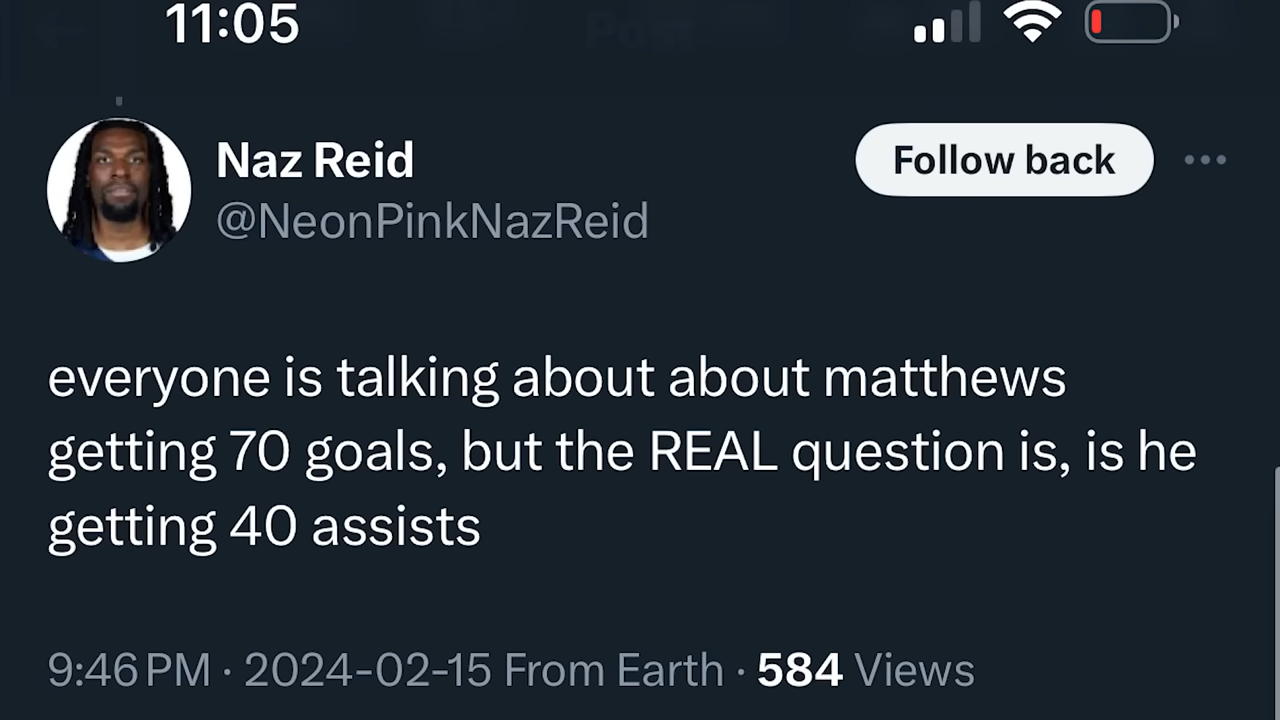 11:05
Naz Reid
Follow back
@NeonPinkNazReid
everyone is talking about about matthews
getting 70 goals, but the REAL question is, is he
getting 40 assists
9:46 PM · 2024-02-15 From Earth · 584 Views